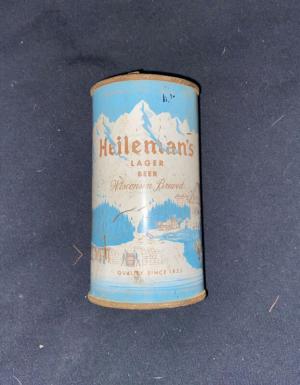 Heileman's
LAGER
BEER
Wisconsin Brewed
QUALITY SINCE 1853